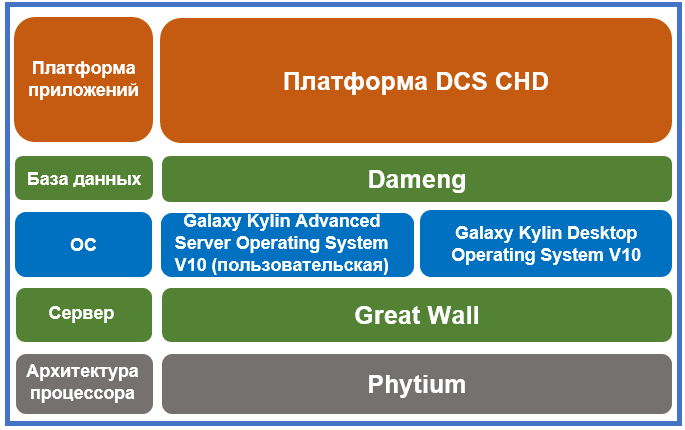 Платформа
приложений
Платформа DCS CHD
База данных
Dameng
ОС
Galaxy Kylin Advanced
Server Operating System
V10 (пользовательская)
Galaxy Kylin Desktop
Operating System V10
Сервер
Great Wall
Архитектура
процессора
Phytium